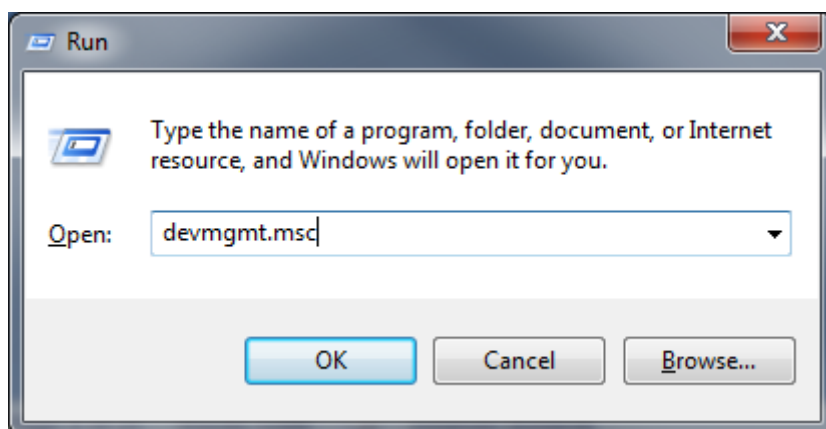 Run
Type the name of a program, folder, document, or Internet
resource, and Windows will open it for you.
Open: devmgmt.msc
OK Cancel Browse...